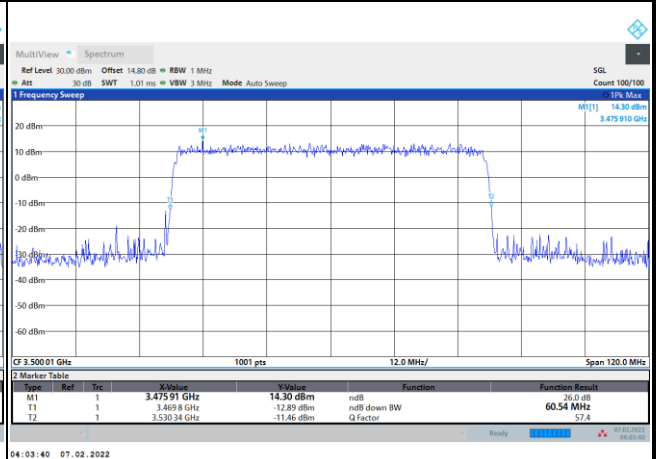 MultiView Spectrum
Ref Level 30.00 dBm Offset 14.80 dB RBW 1 MHz SGL
Att 30 dB SWT 1.01 ms VBW 3 MHz Mode Auto Sweep Count 100/100
1 Frequency Sweep 1Pk Max
M1[1] 14.30 dBm
3.475 910 GHz
20 dBm
M1
10 dBm
0 dBm
-10 dBm
T2
-20 dBm
-30 dBm
-40 dBm
-50 dBm
-60 dBm
CF 3.500 01 GHz 1001 pts 12.0 MHz/ Span 120.0 MHz
2 Marker Table
Type Ref Trc X-Value Y-Value Function Function Result
M1 1 3.475 91 GHz 14.30 dBm ndB 26.0 dB
T1 1 3.469 8 GHz -12.89 dBm ndB down BW 60.54 MHz
T2 1 3.530 34 GHz -11.46 dBm Q Factor 57.4
Ready 07.02.2022
04:03:40
04:03:40 07.02.2022